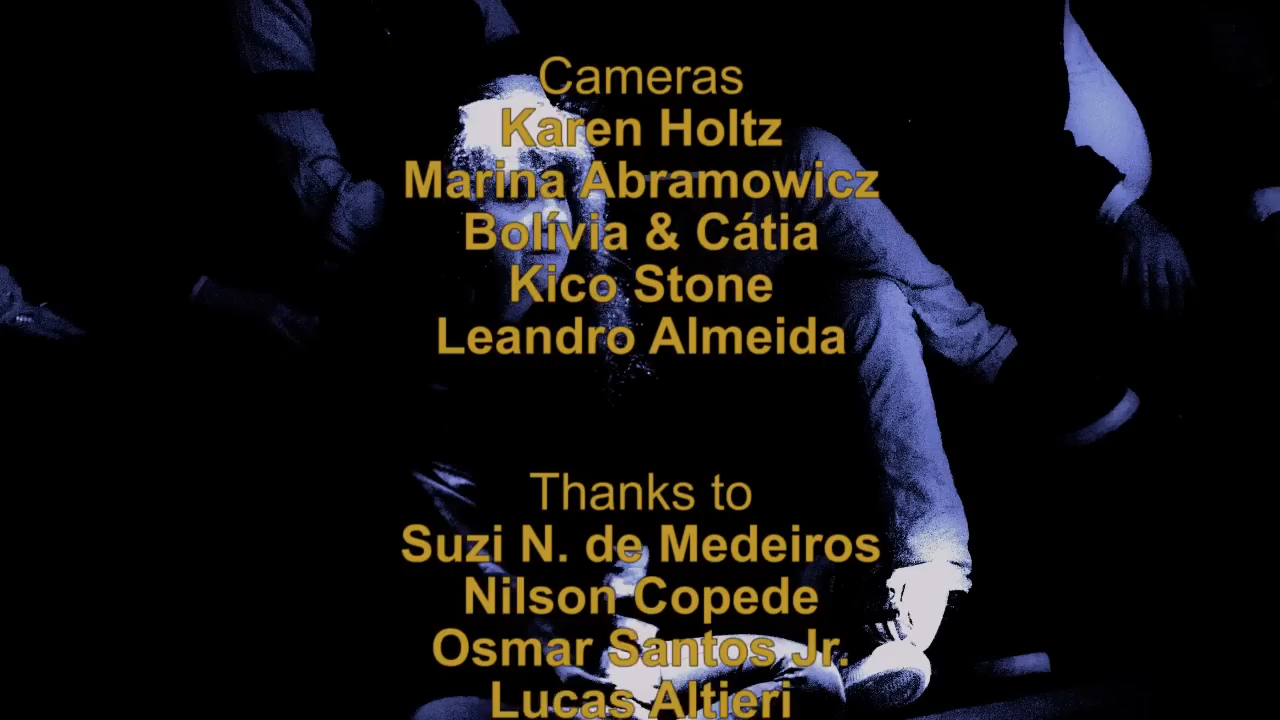 Cameras
Karen Holtz
Marina Abramowicz
Bolívia & Cátia
Kico Stone
Leandro Almeida
Thanks to
Suzi N. de Medeiros
Nilson Copede
Osmar Santos Jr.
Lucas Altieri